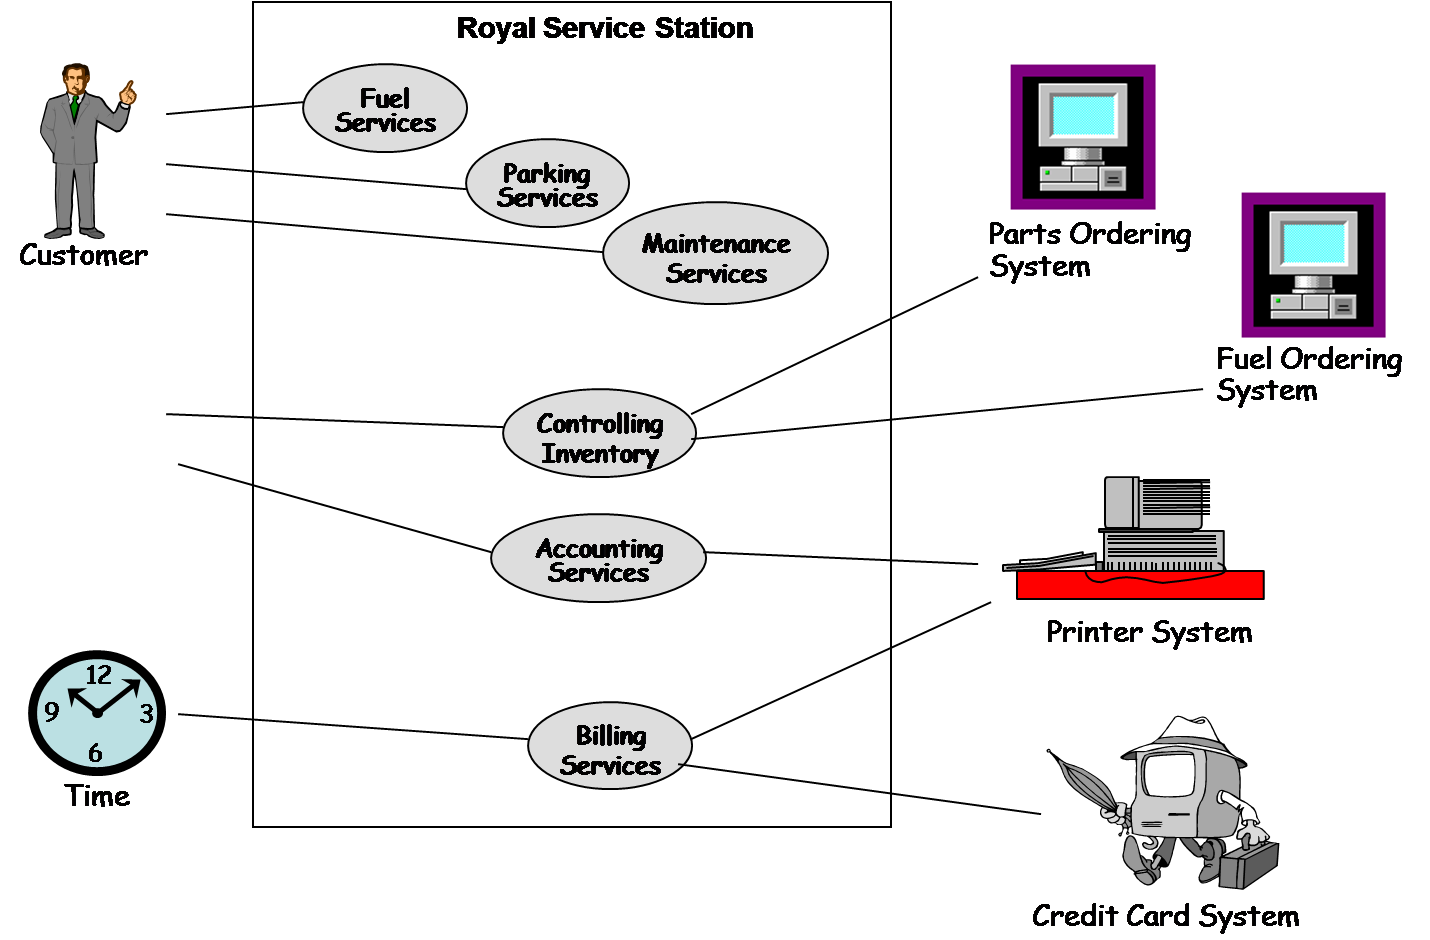 Royal Service Station
Fuel
Services
Parking
Services
Maintenance
Services
Customer
Parts Ordering
System
Fuel Ordering
System
Controlling
Inventory
Accounting
Services
Printer System
12
9
3
6
Time
Billing
Services
Credit Card System